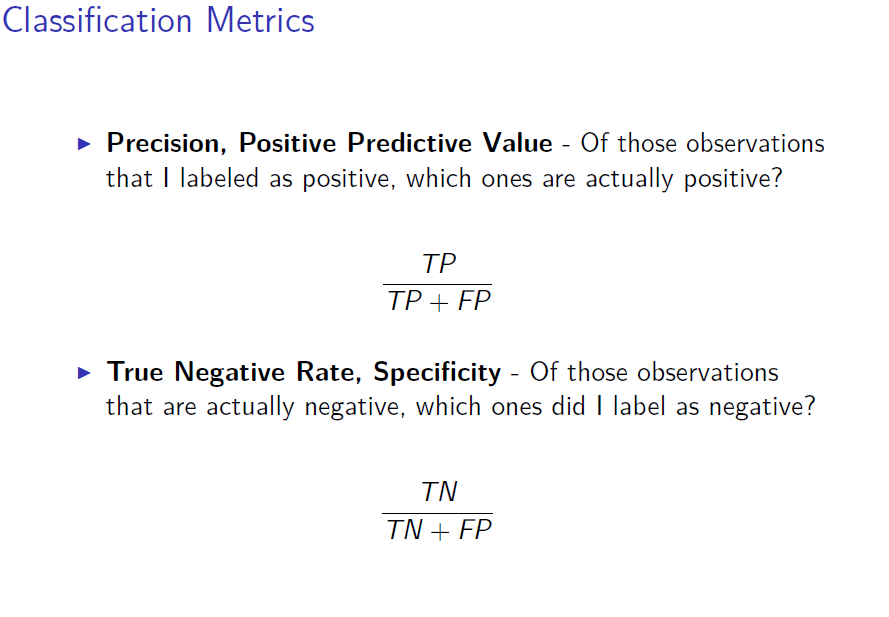 Classification Metrics
▶ Precision, Positive Predictive Value - Of those observations
that I labeled as positive, which ones are actually positive?
TP
TP + FP
▶ True Negative Rate, Specificity - Of those observations
that are actually negative, which ones did I label as negative?
TN
TN + FP